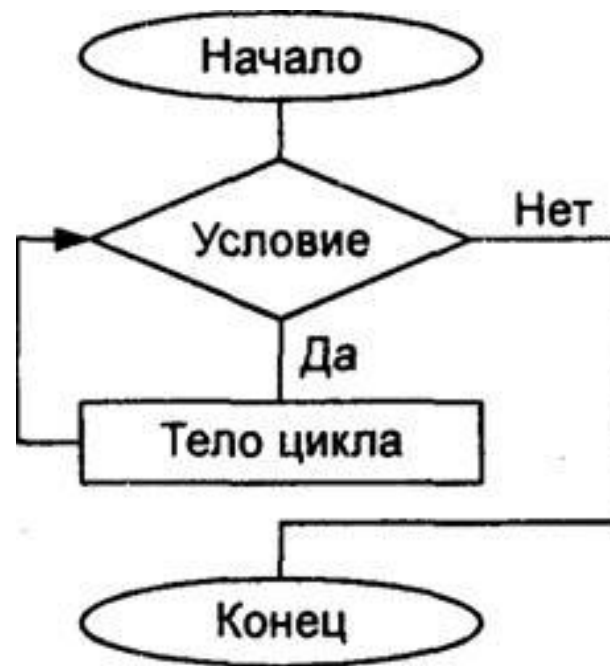 Начало
Условие
Нет
Да
Тело цикла
Конец